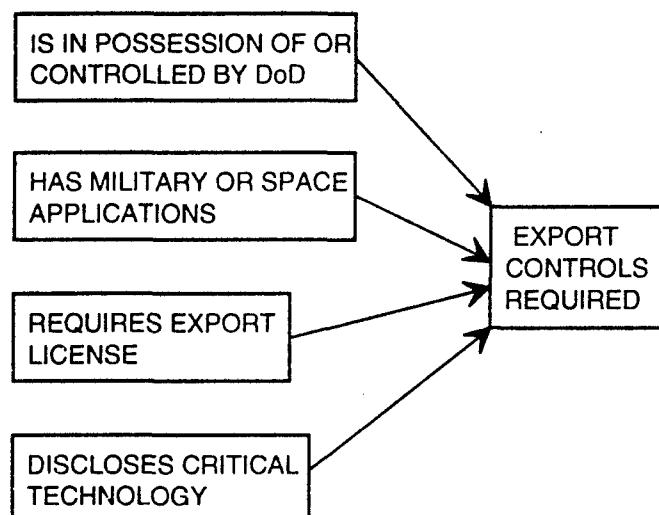 IS IN POSSESSION OF OR
CONTROLLED BY DoD
HAS MILITARY OR SPACE
APPLICATIONS
REQUIRES EXPORT
LICENSE
DISCLOSES CRITICAL
TECHNOLOGY
EXPORT
CONTROLS
REQUIRED